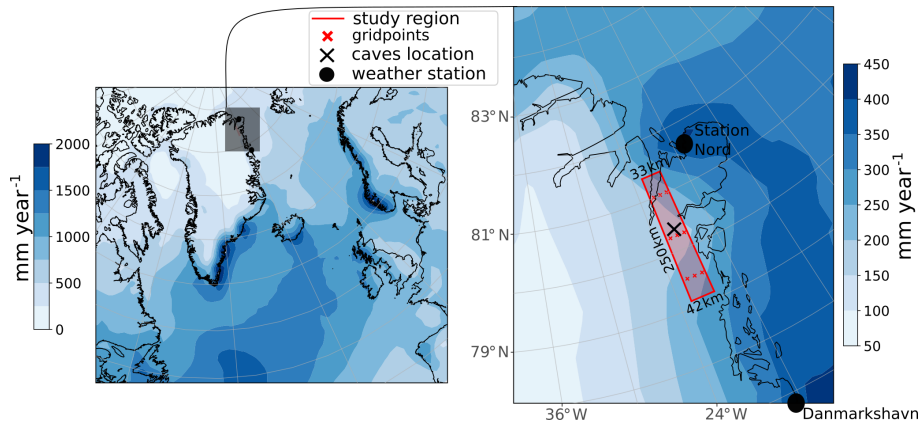 study region
gridpoints
caves location
weather station
mm year⁻¹
2000
1500
1000
500
0
83°N
81°N
79°N
36°W
24°W
Station
Nord
33km
250km
42km
Danmarkshavn
450
400
350
300
250
200
150
100
50
mm year⁻¹